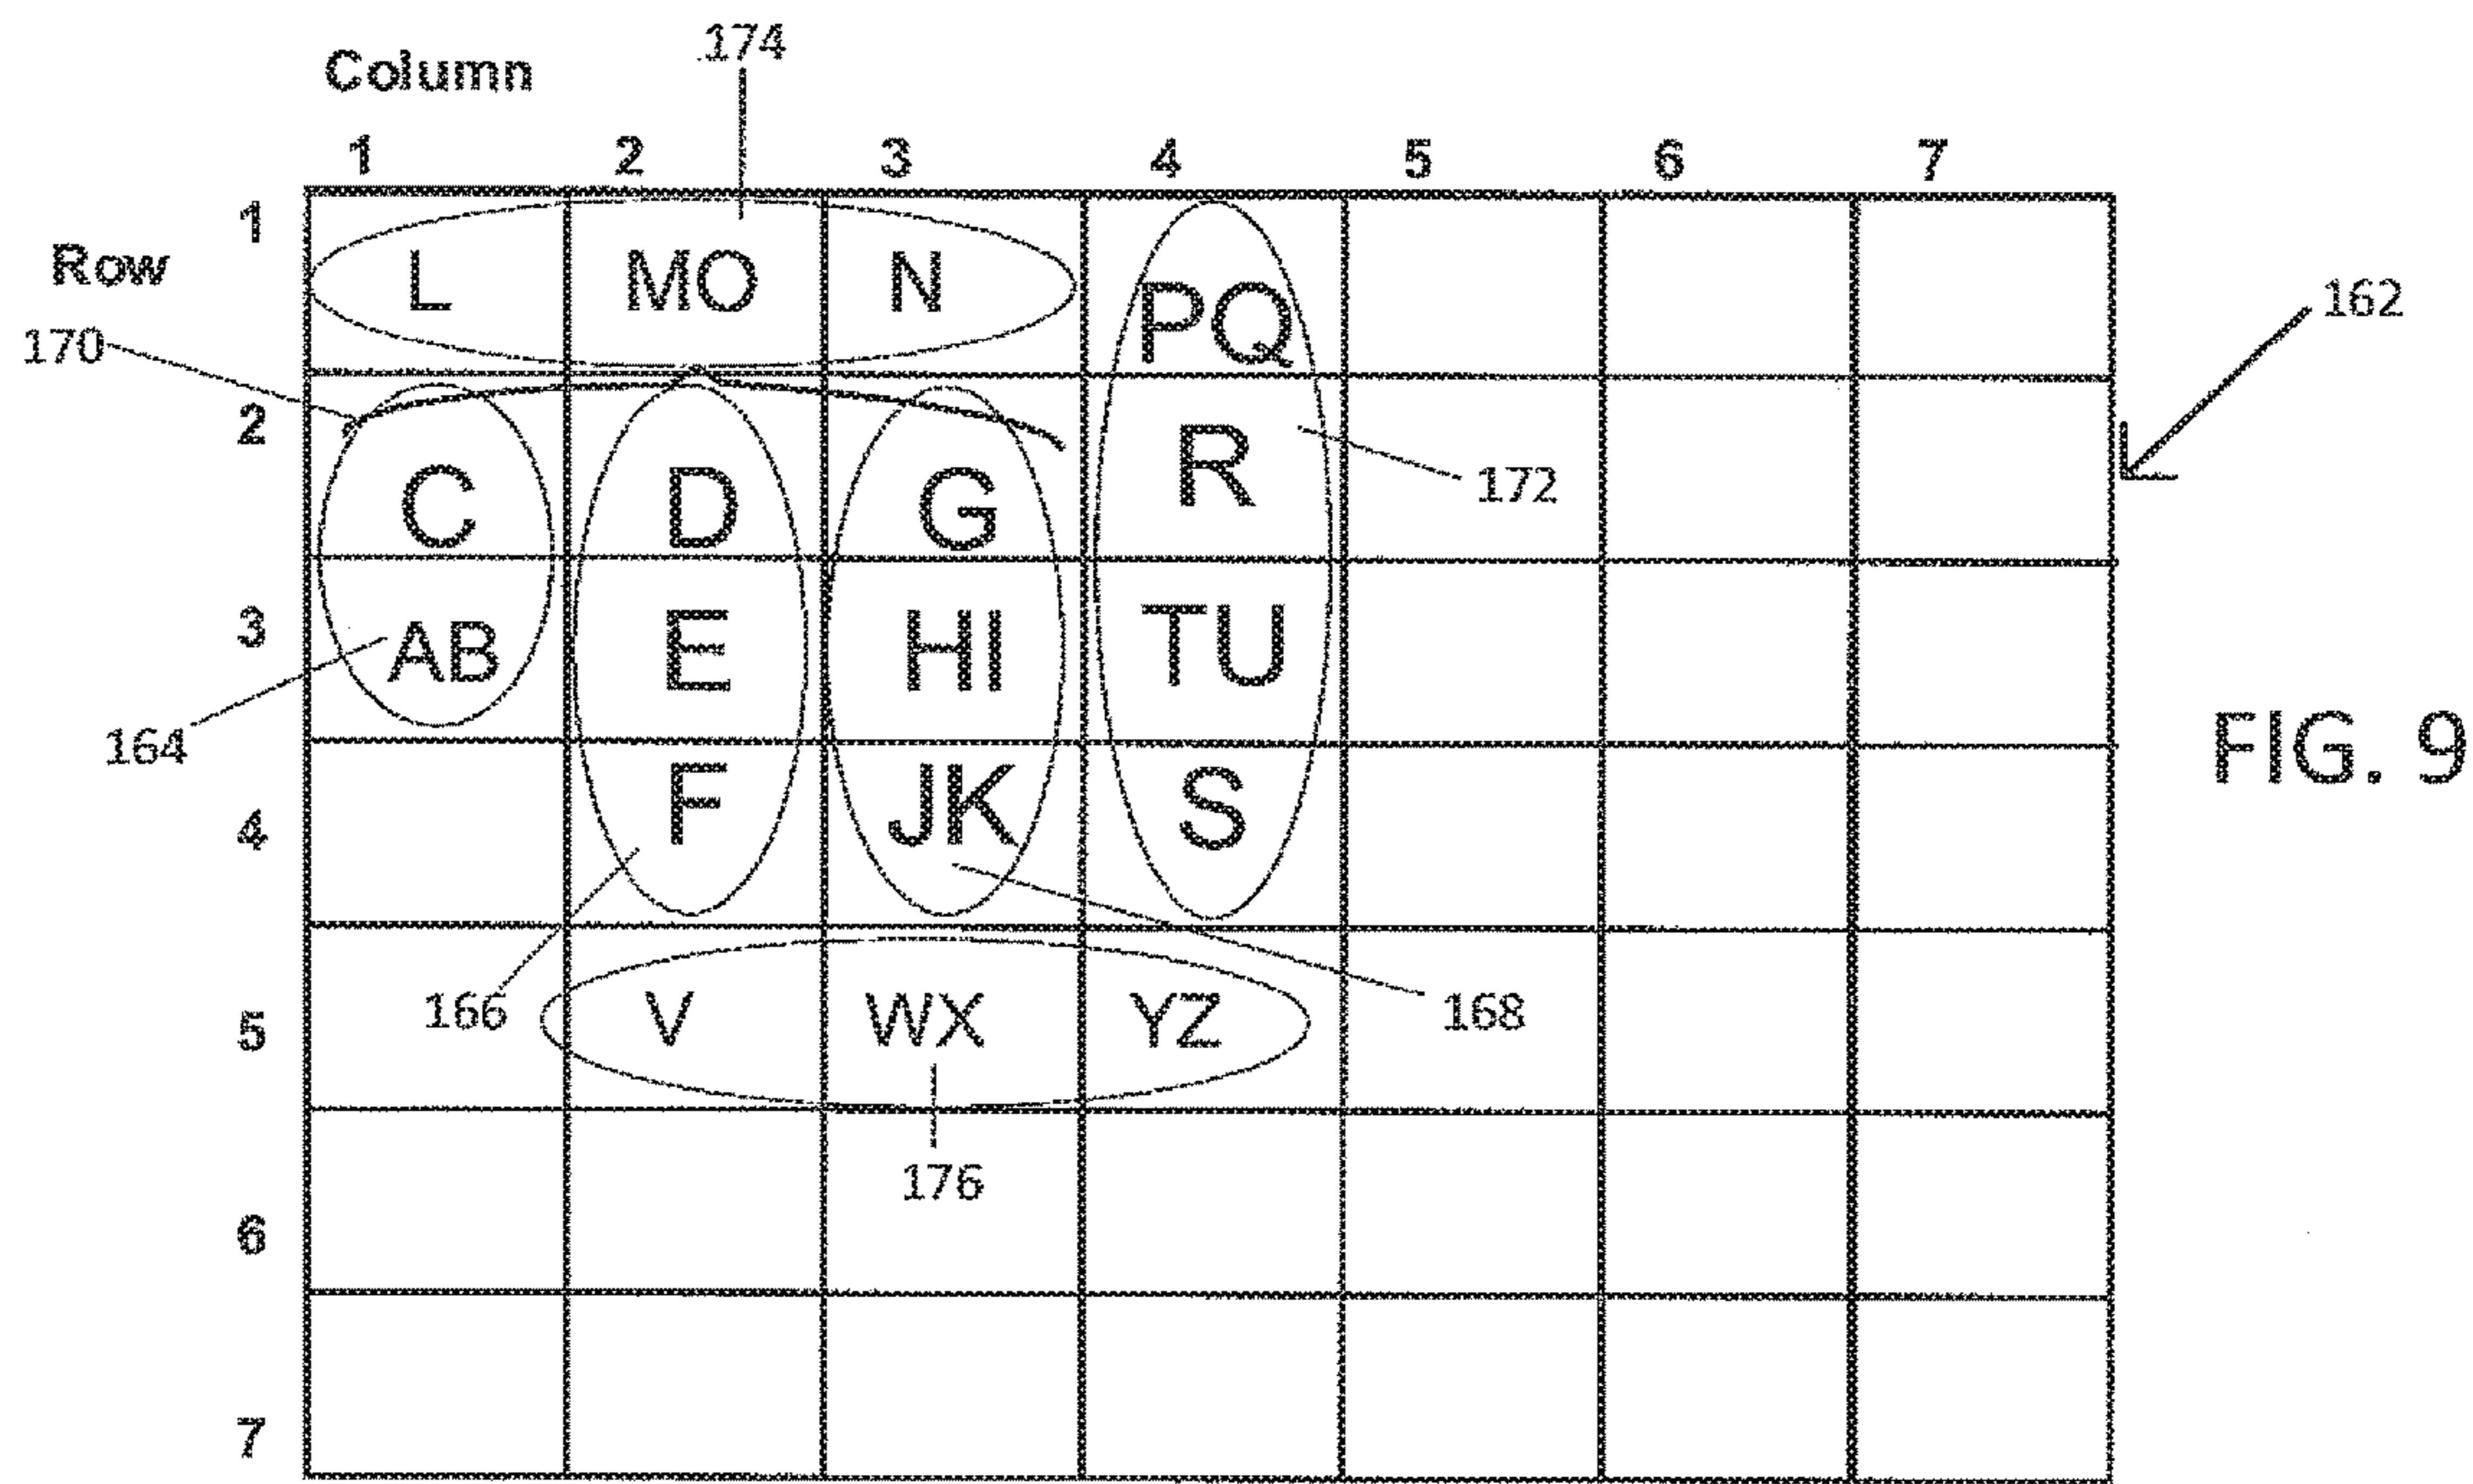 174
Column
1 2 3 4 5 6 7
1 L MO N PQ
Row
162
170
2 C D G R
172
3 AB E HI TU
164
FIG. 9
4 F JK S
166 168
5 V WX YZ
176
6
7